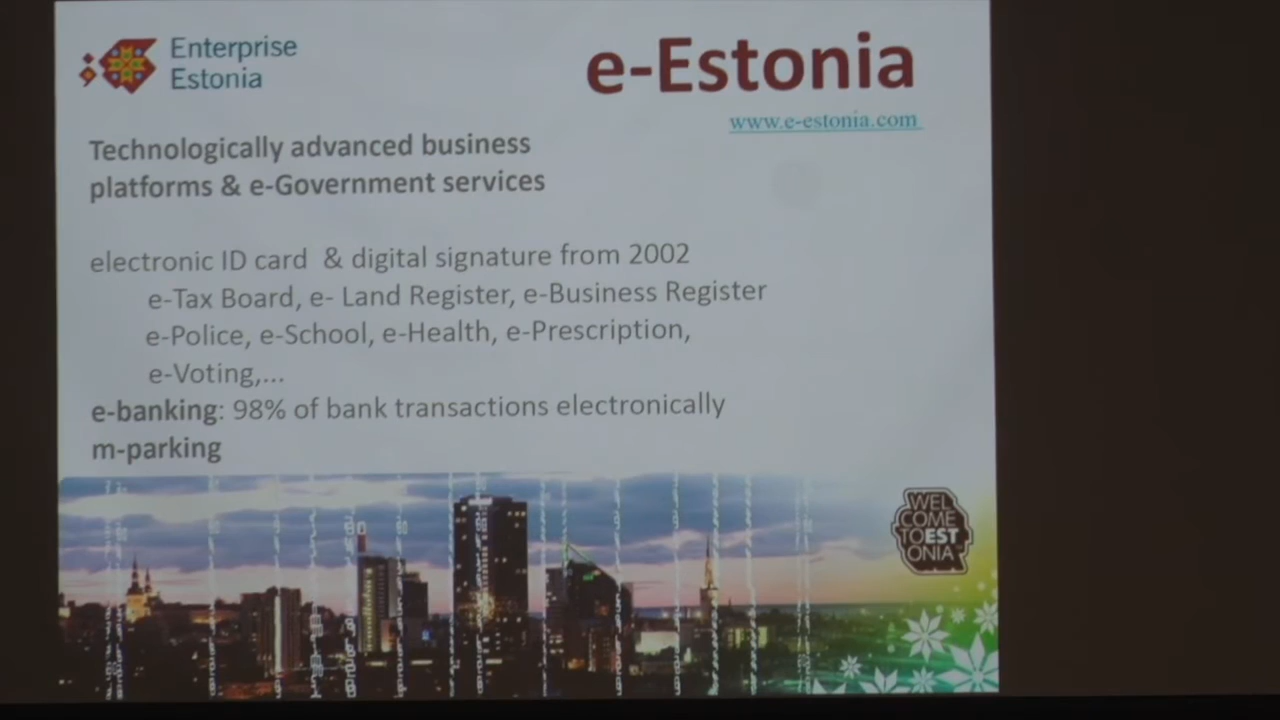 Enterprise
Estonia
e-Estonia
www.e-estonia.com
Technologically advanced business
platforms & e-Government services
electronic ID card & digital signature from 2002
e-Tax Board, e- Land Register, e-Business Register
e-Police, e-School, e-Health, e-Prescription,
e-Voting,...
e-banking: 98% of bank transactions electronically
m-parking
WEL
COME
TOEST
ONIA